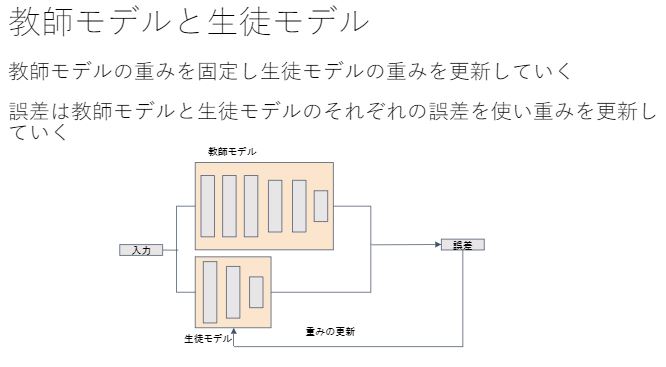 教師モデルと生徒モデル
教師モデルの重みを固定し生徒モデルの重みを更新していく
誤差は教師モデルと生徒モデルのそれぞれの誤差を使い重みを更新し
ていく
教師モデル
入力
誤差
生徒モデル
重みの更新